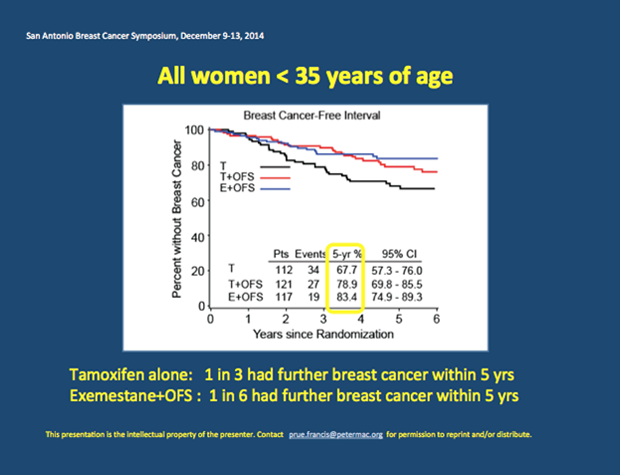 San Antonio Breast Cancer Symposium, December 9-13, 2014
All women < 35 years of age
Breast Cancer-Free Interval
Percent without Breast Cancer
100
80
60
40
20
0
T
T+OFS
E+OFS
Pts Events 5-yr % 95% CI
T 112 34 67.7 57.3 - 76.0
T+OFS 121 27 78.9 69.8 - 85.5
E+OFS 117 19 83.4 74.9 - 89.3
0 1 2 3 4 5 6
Years since Randomization
Tamoxifen alone: 1 in 3 had further breast cancer within 5 yrs
Exemestane+OFS : 1 in 6 had further breast cancer within 5 yrs
This presentation is the intellectual property of the presenter. Contact prue.francis@petermac.org for permission to reprint and/or distribute.